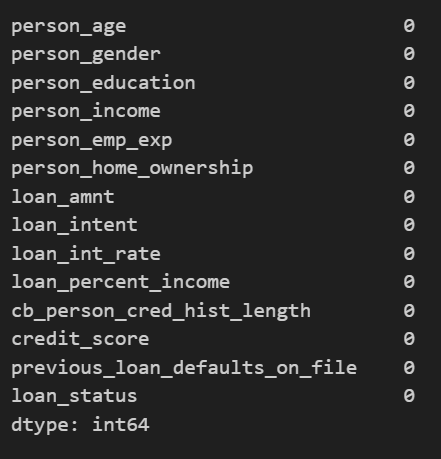 person_age 0
person_gender 0
person_education 0
person_income 0
person_emp_exp 0
person_home_ownership 0
loan_amnt 0
loan_intent 0
loan_int_rate 0
loan_percent_income 0
cb_person_cred_hist_length 0
credit_score 0
previous_loan_defaults_on_file 0
loan_status 0
dtype: int64